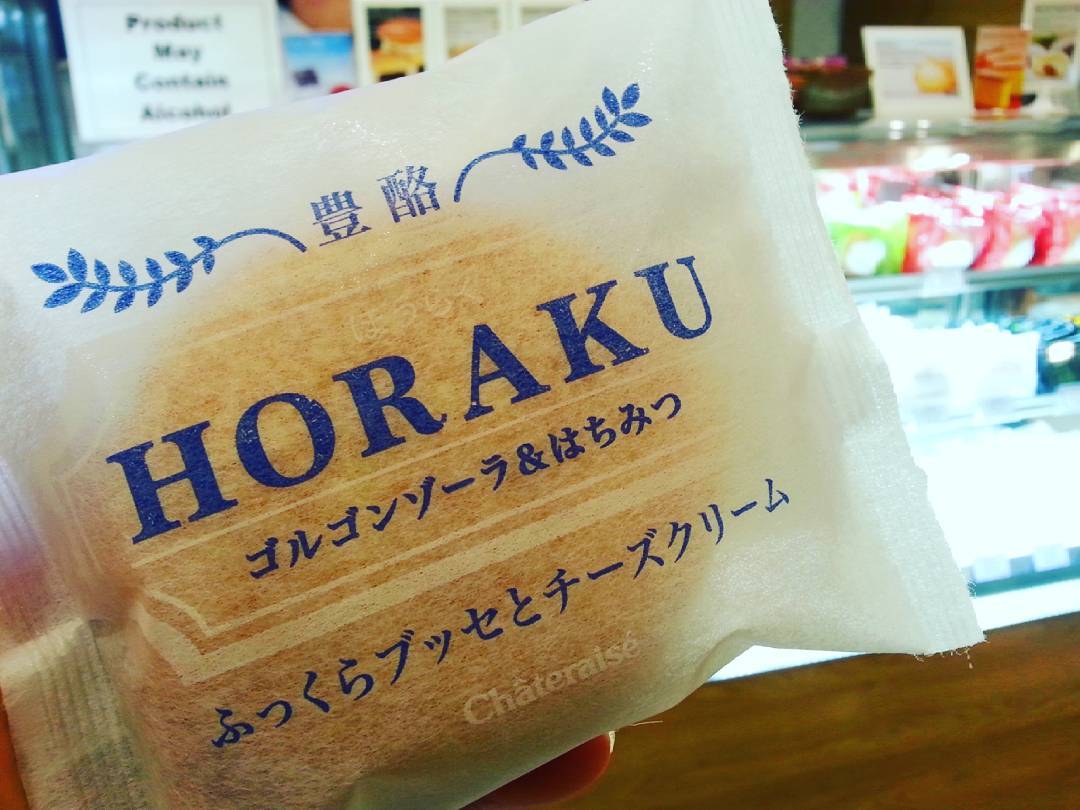 Product
May
Contain
Alcohol
豊酪
ほうらく
HORAKU
ゴルゴンゾーラ&はちみつ
ふっくらブッセとチーズクリーム
Châteraisé